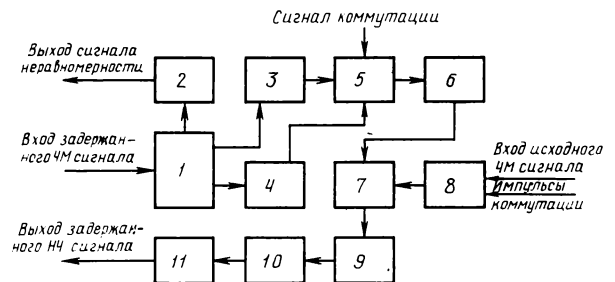 Сигнал коммутации
Выход сигнала
неравномерности
2
3
5
6
Вход задержан-
ного ЧМ сигнала
1
4
7
8
Вход исходного
ЧМ сигнала
Импульсы
коммутации
Выход задержан-
ного НЧ сигнала
11
10
9